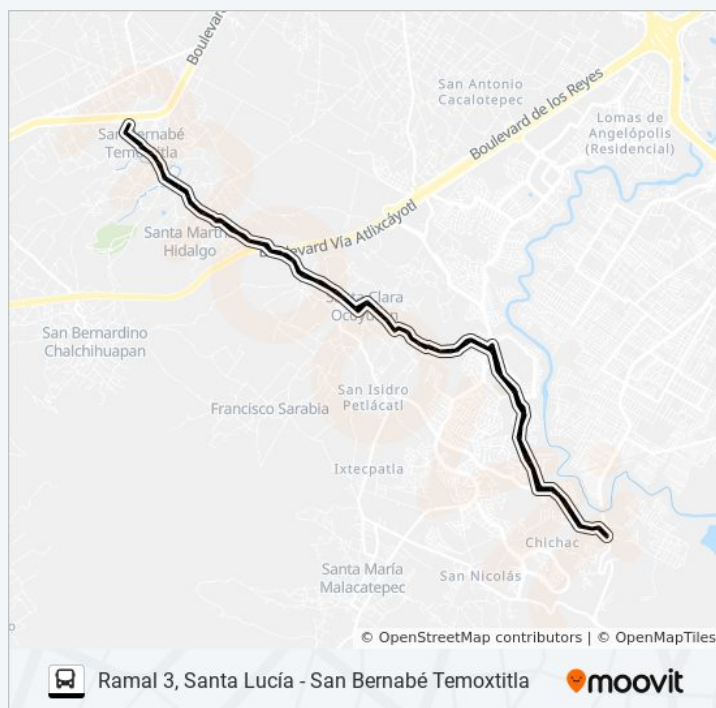 Boulevard
San Antonio
Cacalotepec
Boulevard de los Reyes
Lomas de
Angelópolis
(Residencial)
San Bernabé
Temoxtitla
Santa Martha
Hidalgo
Boulevard Vía Atlixcáyotl
Santa Clara
Ocoyucan
San Bernardino
Chalchihuapan
San Isidro
Petlácatl
Francisco Sarabia
Ixtecpatla
Chichac
Santa María
Malacatepec
San Nicolás
© OpenStreetMap contributors | © OpenMapTiles
Ramal 3, Santa Lucía - San Bernabé Temoxtitla
moovit